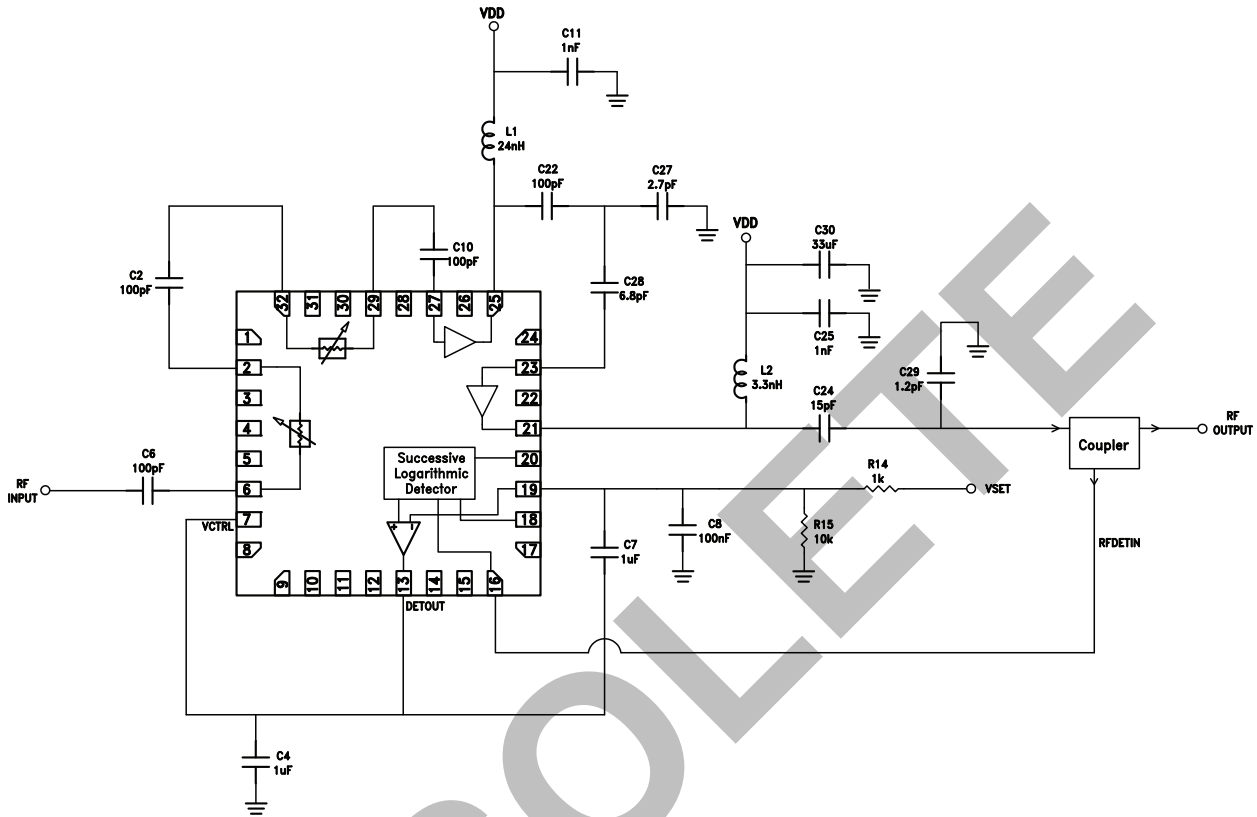 VDD
C11
1nF
L1
24nH
C22
100pF
C27
2.7pF
VDD
C30
33uF
C10
100pF
C2
100pF
C28
6.8pF
32
31
30
29
28
27
26
25
C25
1nF
1
24
2
23
L2
3.3nH
C29
1.2pF
3
22
C24
15pF
4
21
Coupler
RF
OUTPUT
5
20
Successive
Logarithmic
Detector
C6
100pF
RF
INPUT
6
19
R14
1k
VSET
VCTRL
7
18
+
-
C8
100nF
R15
10k
8
17
C7
1uF
RFDETIN
9
10
11
12
13
14
15
16
DETOUT
C4
1uF
OLETE